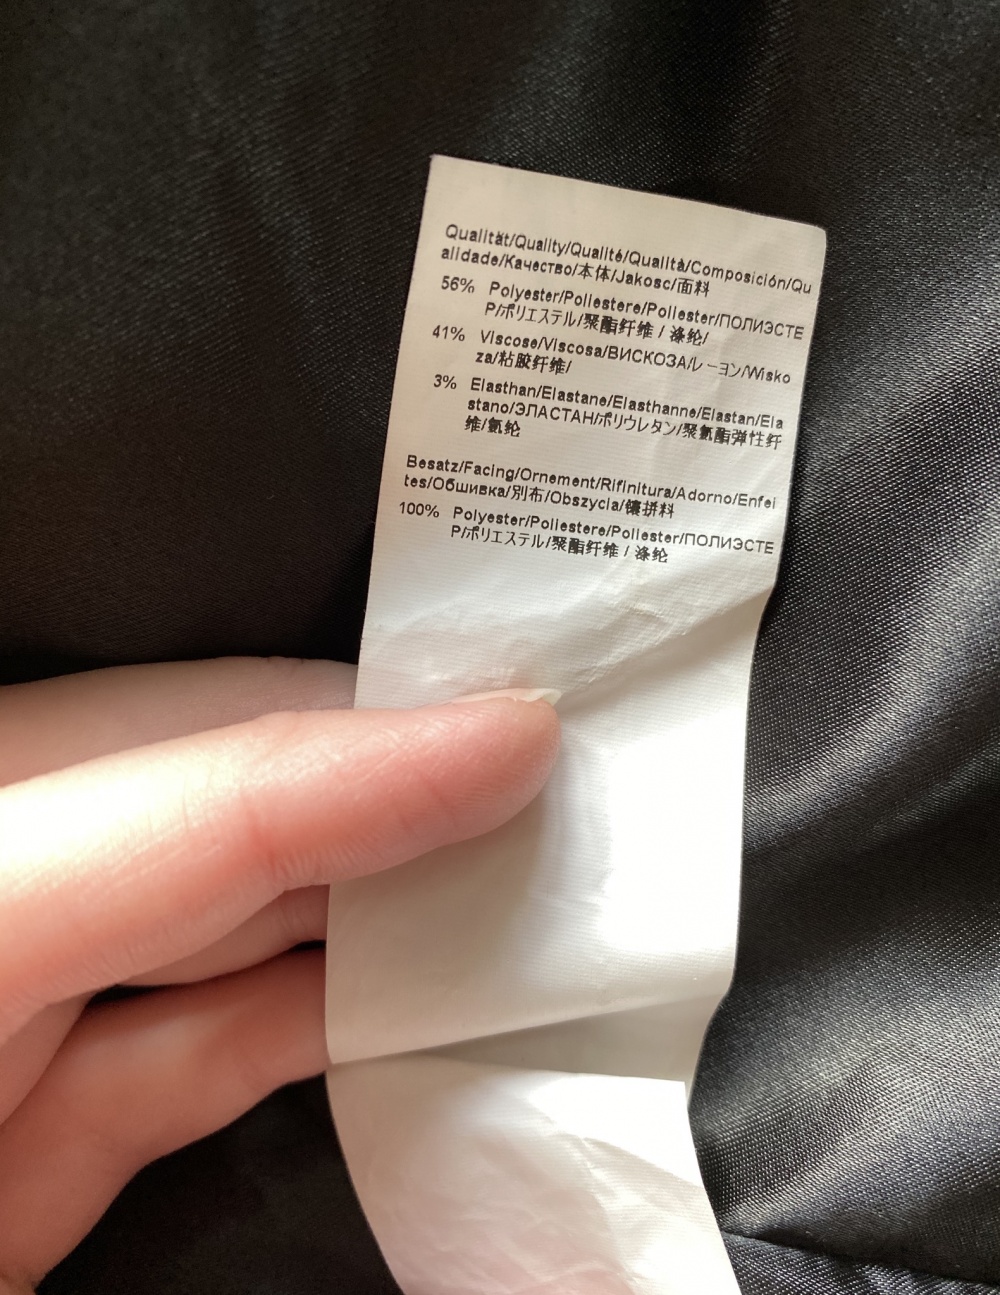 Qualität/Quality/Qualité/Qualità/Composición/Qu
alidade/Качество/本体/Jakosc/面料
56% Polyester/Poliestere/Poliester/ПОЛИЭСТЕ
Р/ポリエステル/聚酯纤维 / 涤纶/
41% Viscose/Viscosa/ВИСКОЗА/レーヨン/Wisko
za/粘胶纤维/
3% Elasthan/Elastane/Elasthanne/Elastan/Ela
stano/ЭЛАСТАН/ポリウレタン/聚氨酯弹性纤
维/氨纶
Besatz/Facing/Ornement/Rifinitura/Adorno/Enfei
tes/Обшивка/別布/Obszycia/镶拼料
100% Polyester/Poliestere/Poliester/ПОЛИЭСТЕ
Р/ポリエステル/聚酯纤维 / 涤纶